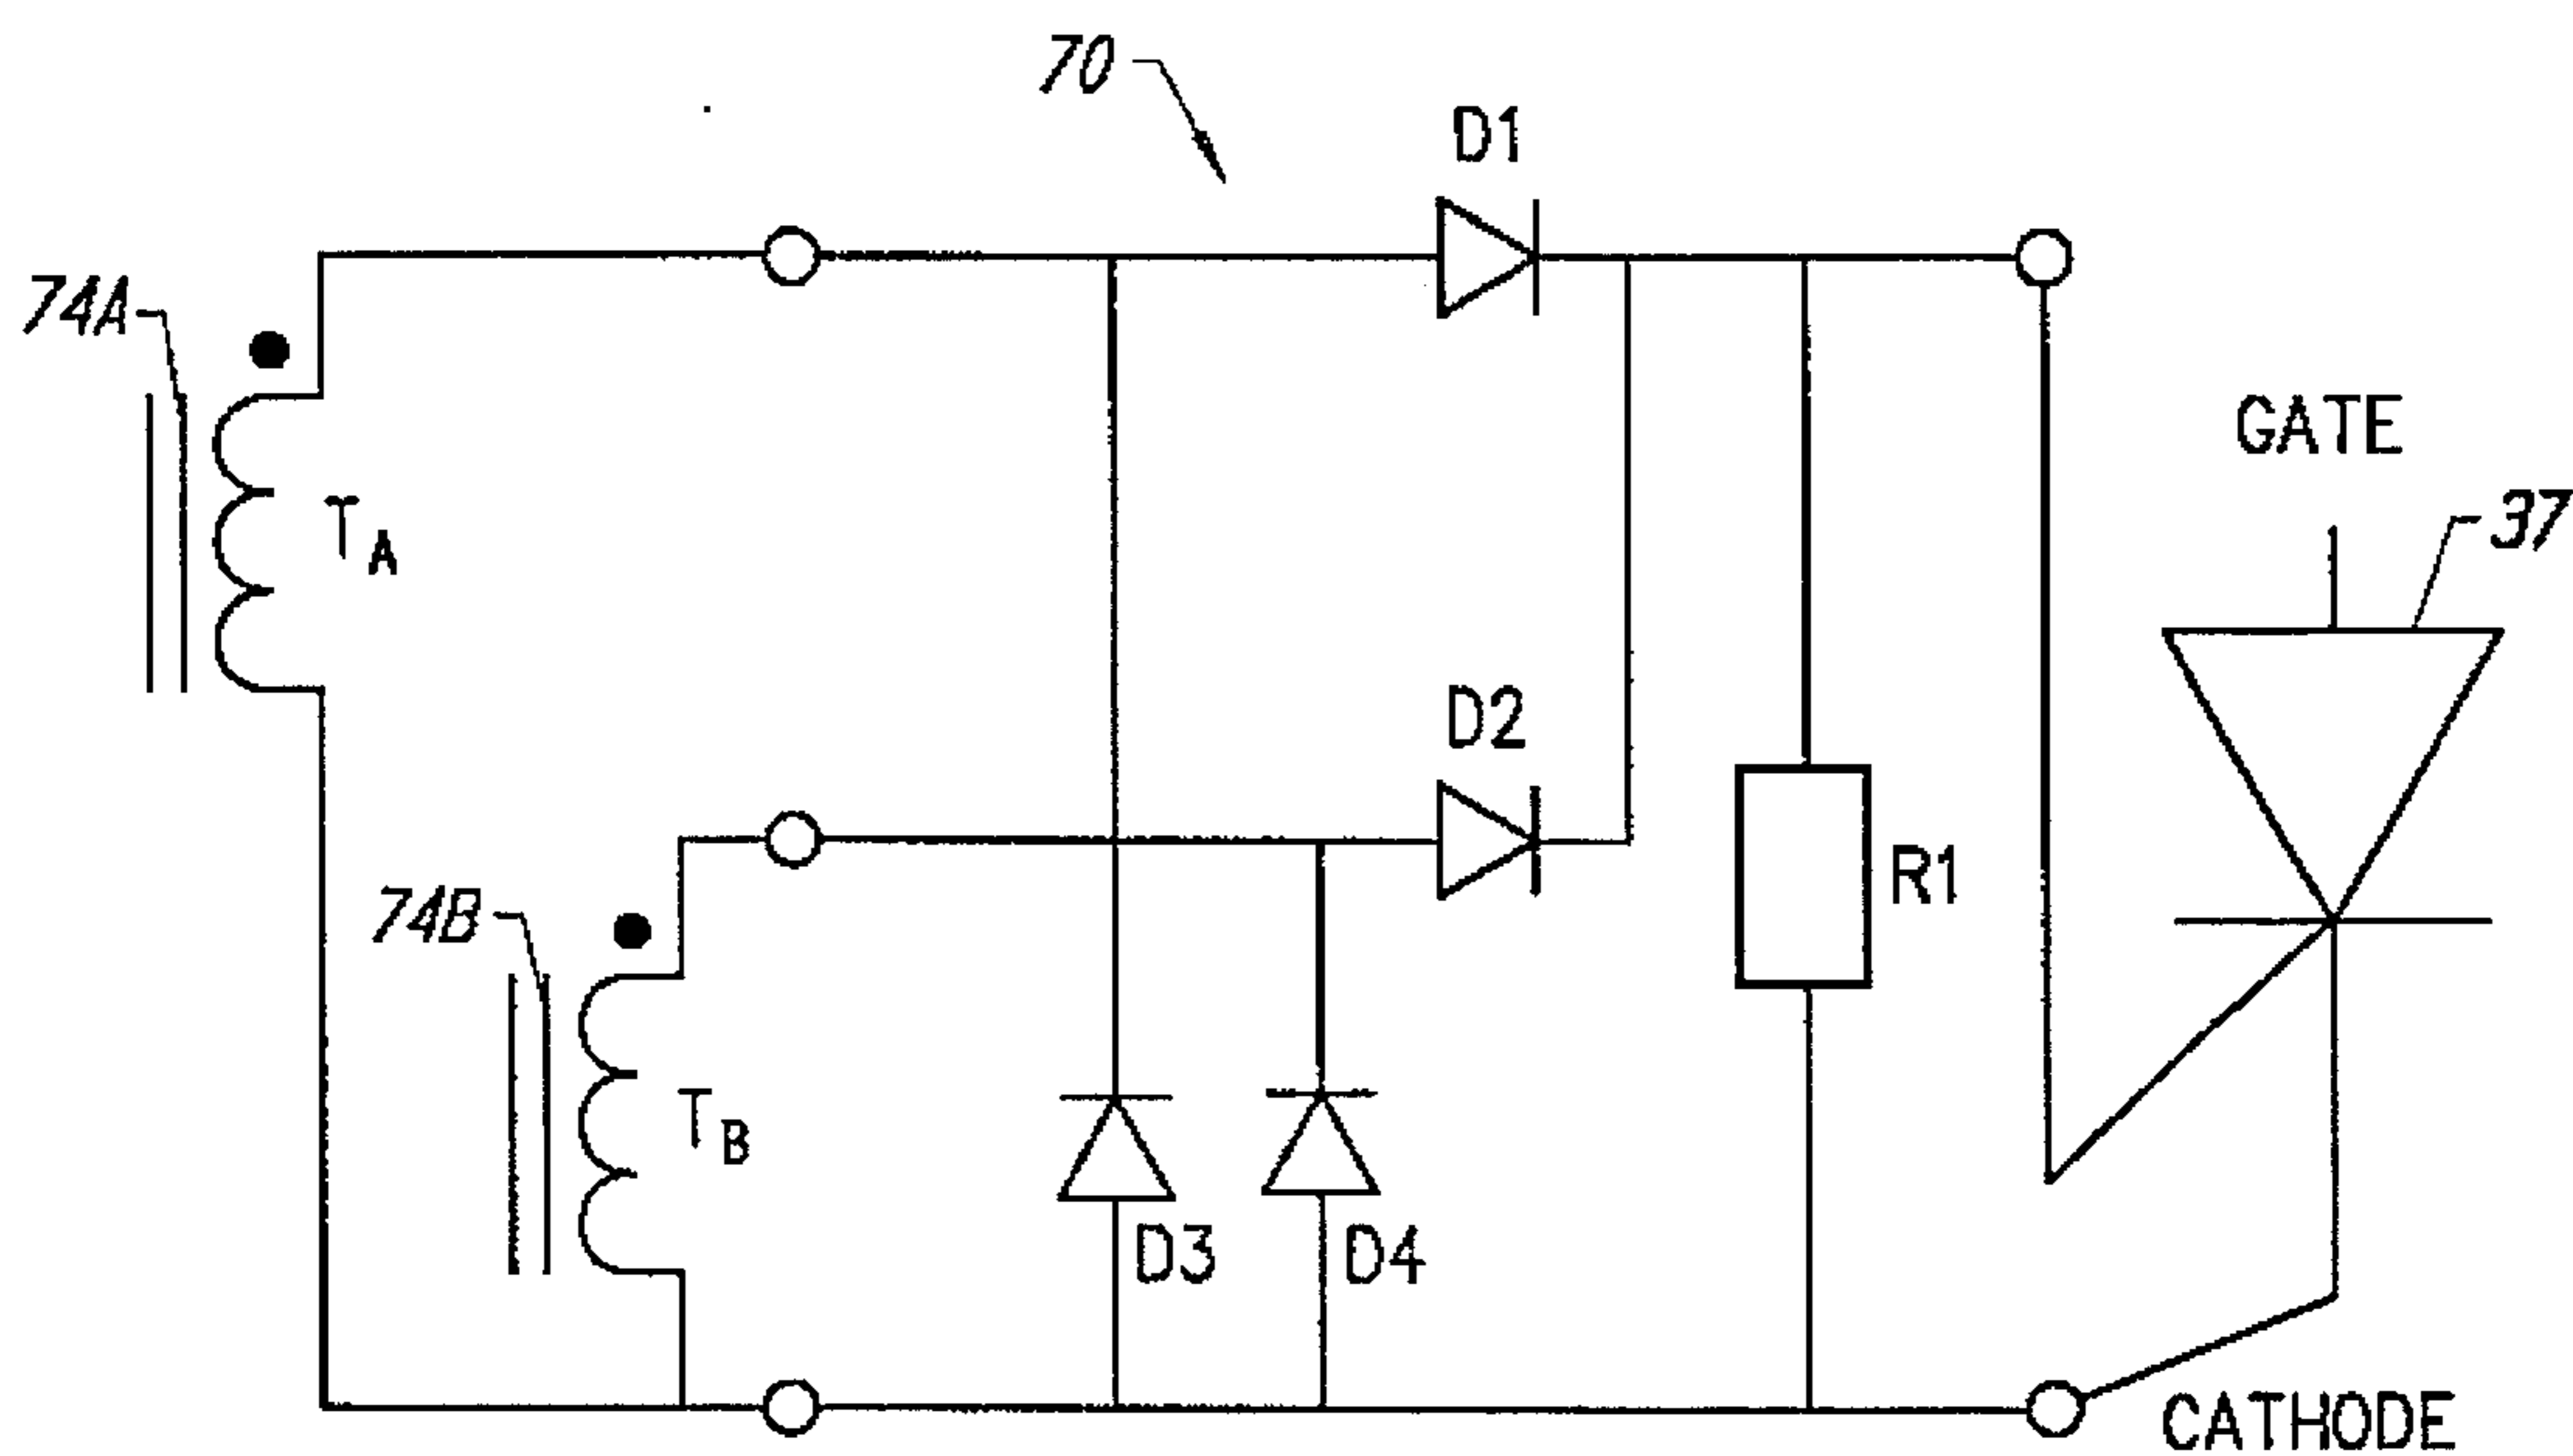 70
D1
74A
GATE
T_A
37
D2
R1
74B
T_B
D3
D4
CATHODE